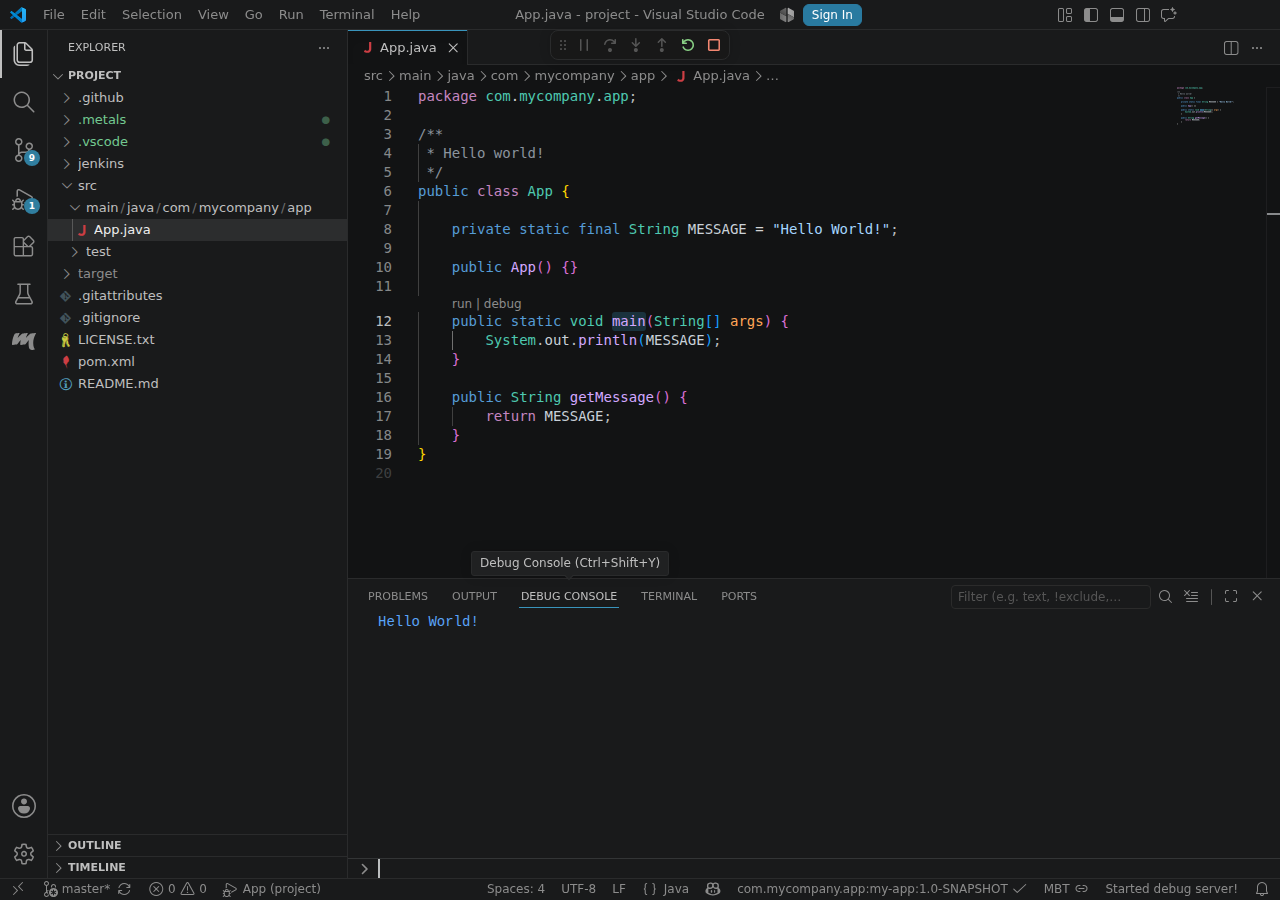 File Edit Selection View Go Run Terminal Help App.java - project - Visual Studio Code Sign In
EXPLORER
PROJECT
.github
.metals
.vscode
jenkins
src
main/java/com/mycompany/app
App.java
test
target
.gitattributes
.gitignore
LICENSE.txt
pom.xml
README.md
OUTLINE
TIMELINE
9
1
App.java
src > main > java > com > mycompany > app > App.java > ...
1 package com.mycompany.app;
2
3 /**
4 * Hello world!
5 */
6 public class App {
7
8 private static final String MESSAGE = "Hello World!";
9
10 public App() {}
11
run | debug
12 public static void main(String[] args) {
13 System.out.println(MESSAGE);
14 }
15
16 public String getMessage() {
17 return MESSAGE;
18 }
19 }
20
Debug Console (Ctrl+Shift+Y)
PROBLEMS OUTPUT DEBUG CONSOLE TERMINAL PORTS Filter (e.g. text, !exclude,...
Hello World!
master* 0 0 App (project) Spaces: 4 UTF-8 LF { } Java com.mycompany.app:my-app:1.0-SNAPSHOT MBT Started debug server!